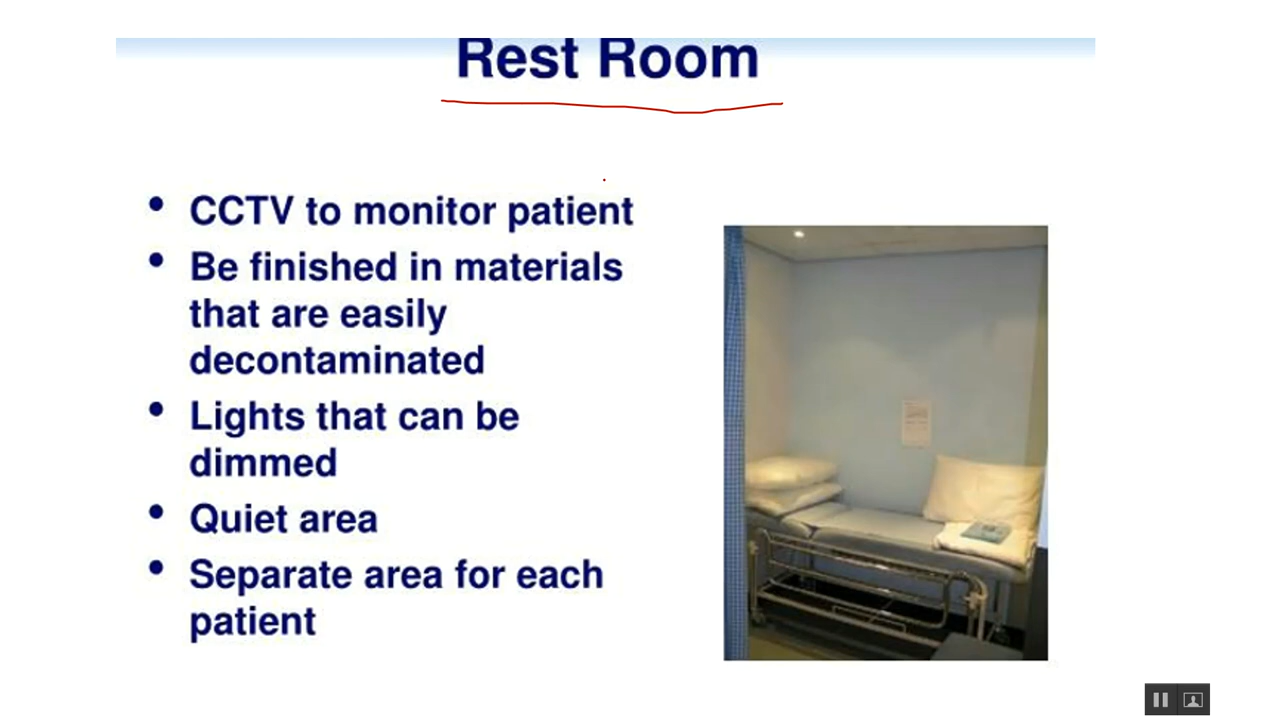 Rest Room
• CCTV to monitor patient
• Be finished in materials
that are easily
decontaminated
• Lights that can be
dimmed
• Quiet area
• Separate area for each
patient